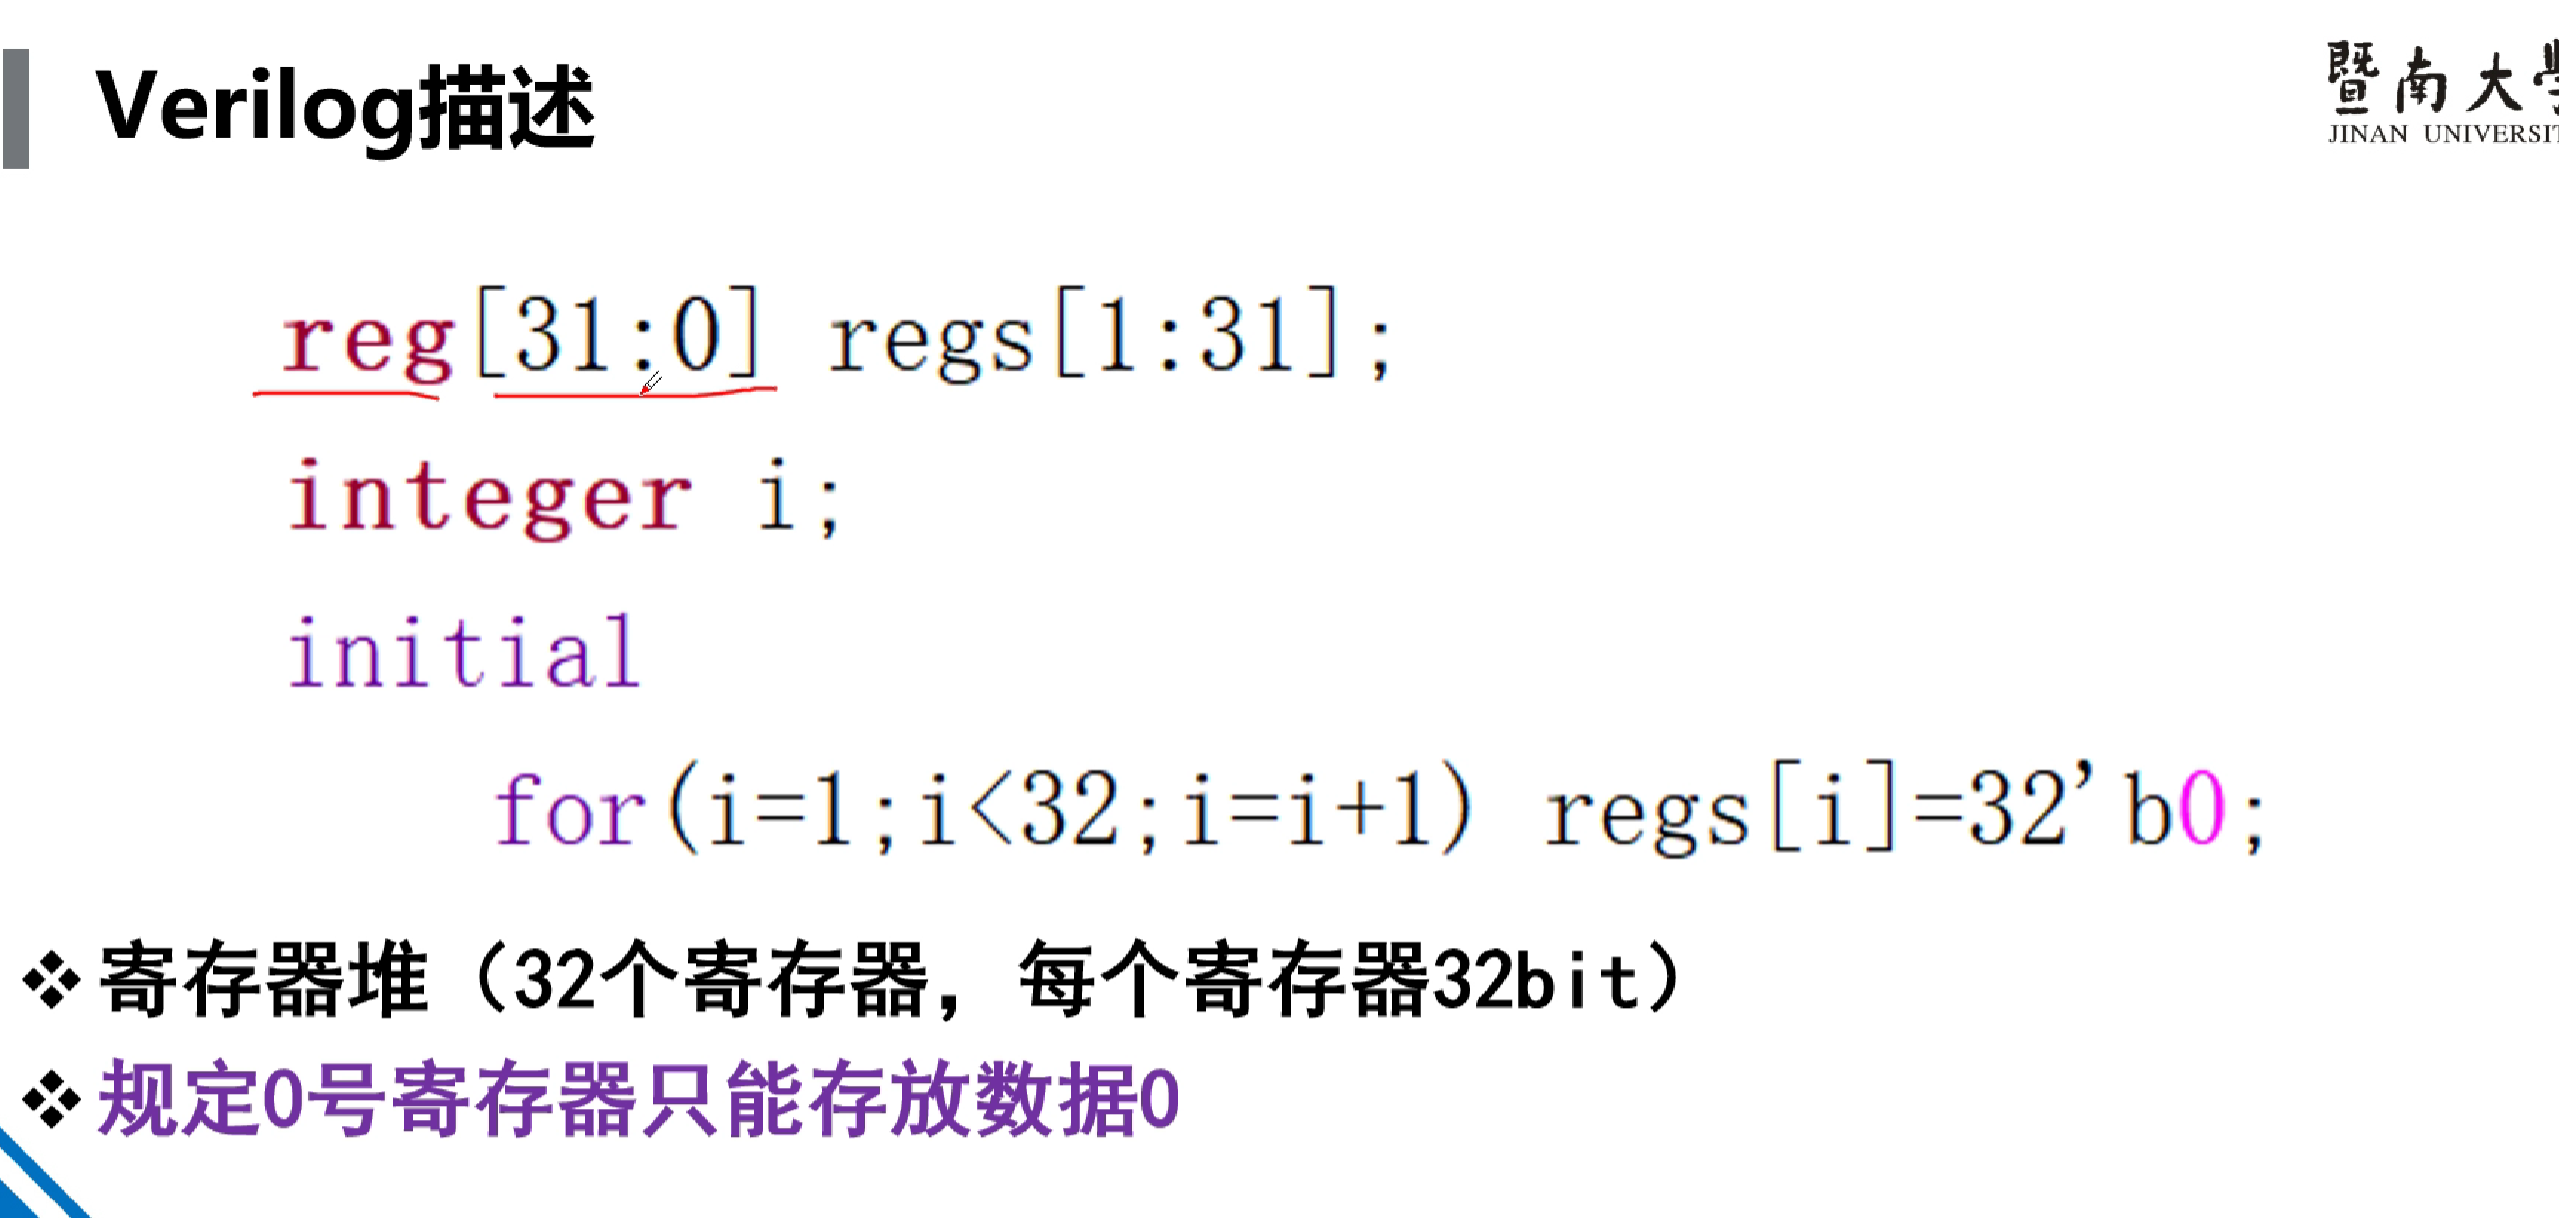 Verilog描述
暨南大
JINAN UNIVERSIT
reg[31:0] regs[1:31];
integer i;
initial
for(i=1;i<32;i=i+1) regs[i]=32'b0;
❖寄存器堆（32个寄存器，每个寄存器32bit）
❖规定0号寄存器只能存放数据0